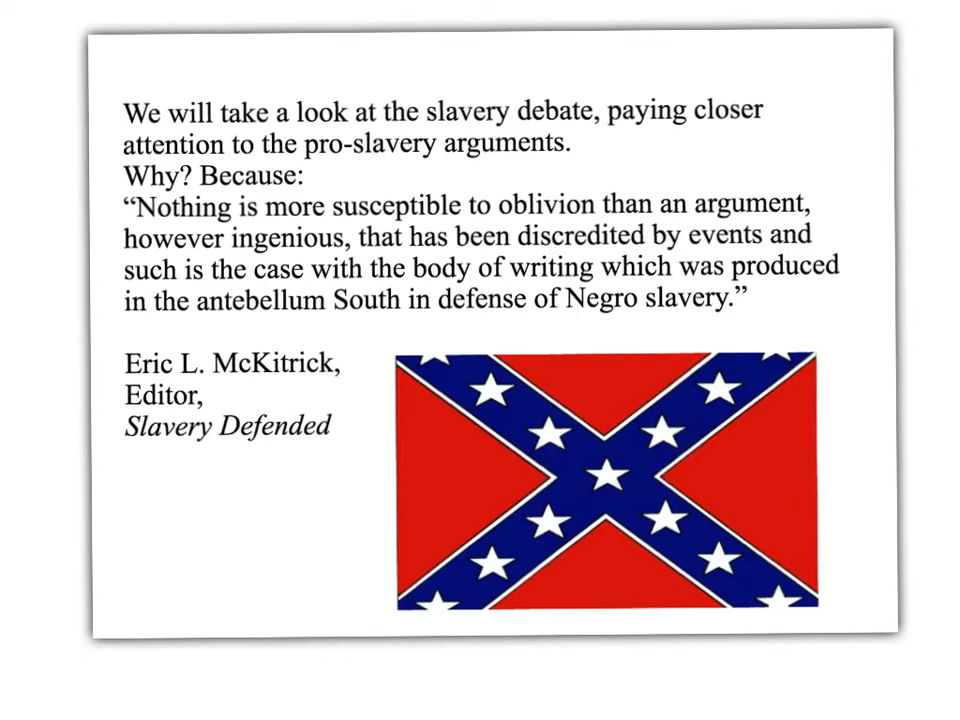 We will take a look at the slavery debate, paying closer
attention to the pro-slavery arguments.
Why? Because:
“Nothing is more susceptible to oblivion than an argument,
however ingenious, that has been discredited by events and
such is the case with the body of writing which was produced
in the antebellum South in defense of Negro slavery.”
Eric L. McKitrick,
Editor,
Slavery Defended